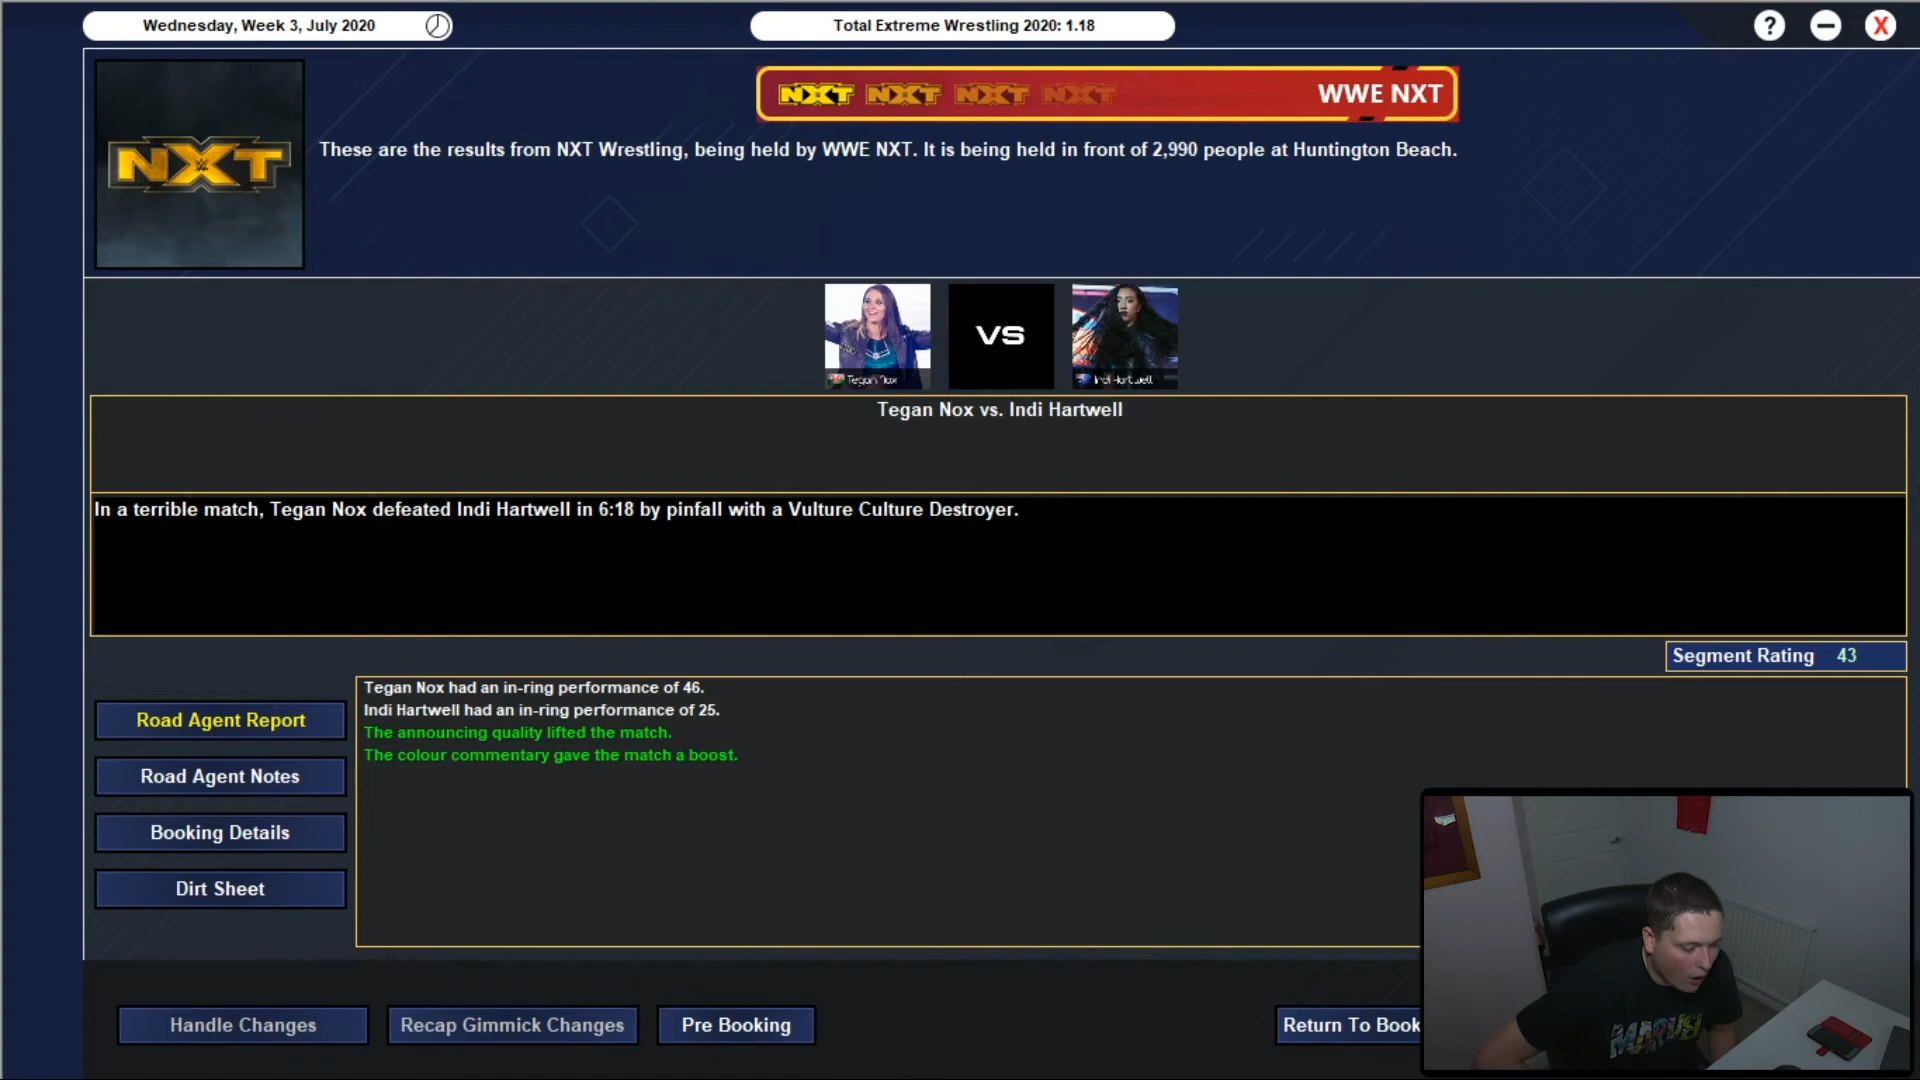 Wednesday, Week 3, July 2020
Total Extreme Wrestling 2020: 1.18
?
X
NXT
NXT NXT NXT NXT
WWE NXT
These are the results from NXT Wrestling, being held by WWE NXT. It is being held in front of 2,990 people at Huntington Beach.
VS
Tegan Nox
Indi Hartwell
Tegan Nox vs. Indi Hartwell
In a terrible match, Tegan Nox defeated Indi Hartwell in 6:18 by pinfall with a Vulture Culture Destroyer.
Segment Rating 43
Road Agent Report
Road Agent Notes
Booking Details
Dirt Sheet
Tegan Nox had an in-ring performance of 46.
Indi Hartwell had an in-ring performance of 25.
The announcing quality lifted the match.
The colour commentary gave the match a boost.
Handle Changes
Recap Gimmick Changes
Pre Booking
Return To Book
MARVEL